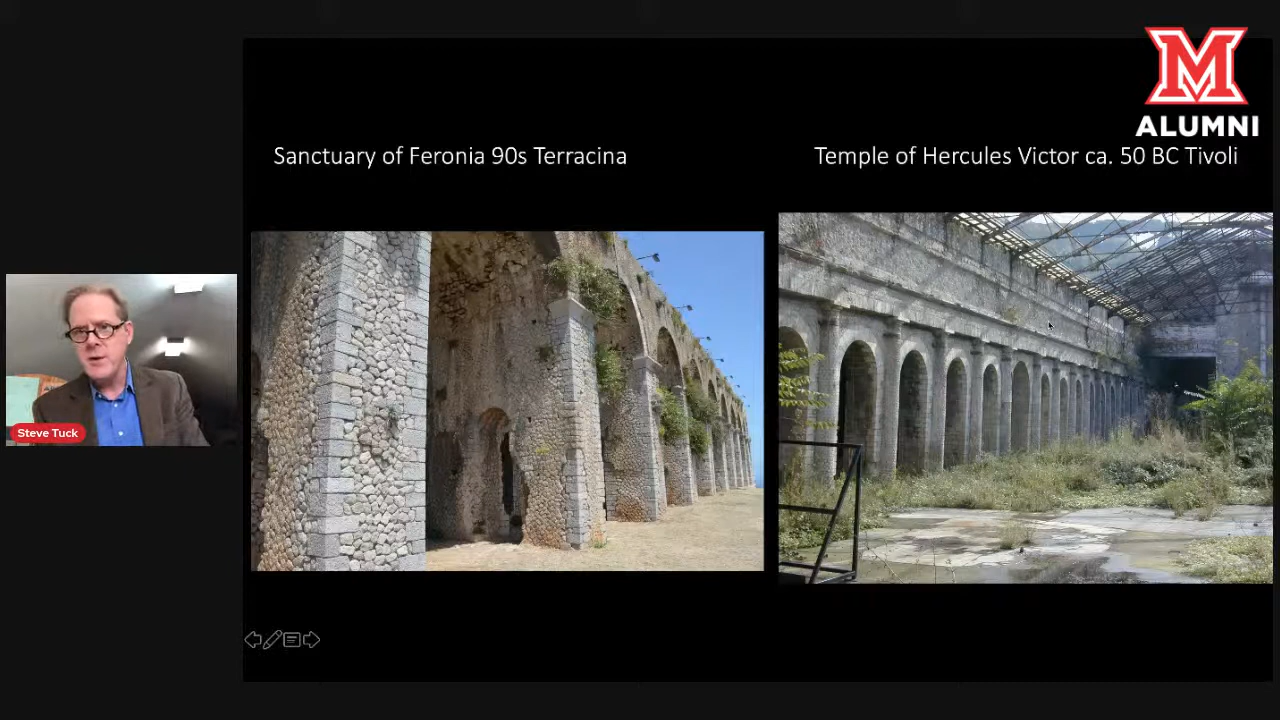 M
ALUMNI
Sanctuary of Feronia 90s Terracina
Temple of Hercules Victor ca. 50 BC Tivoli
Steve Tuck